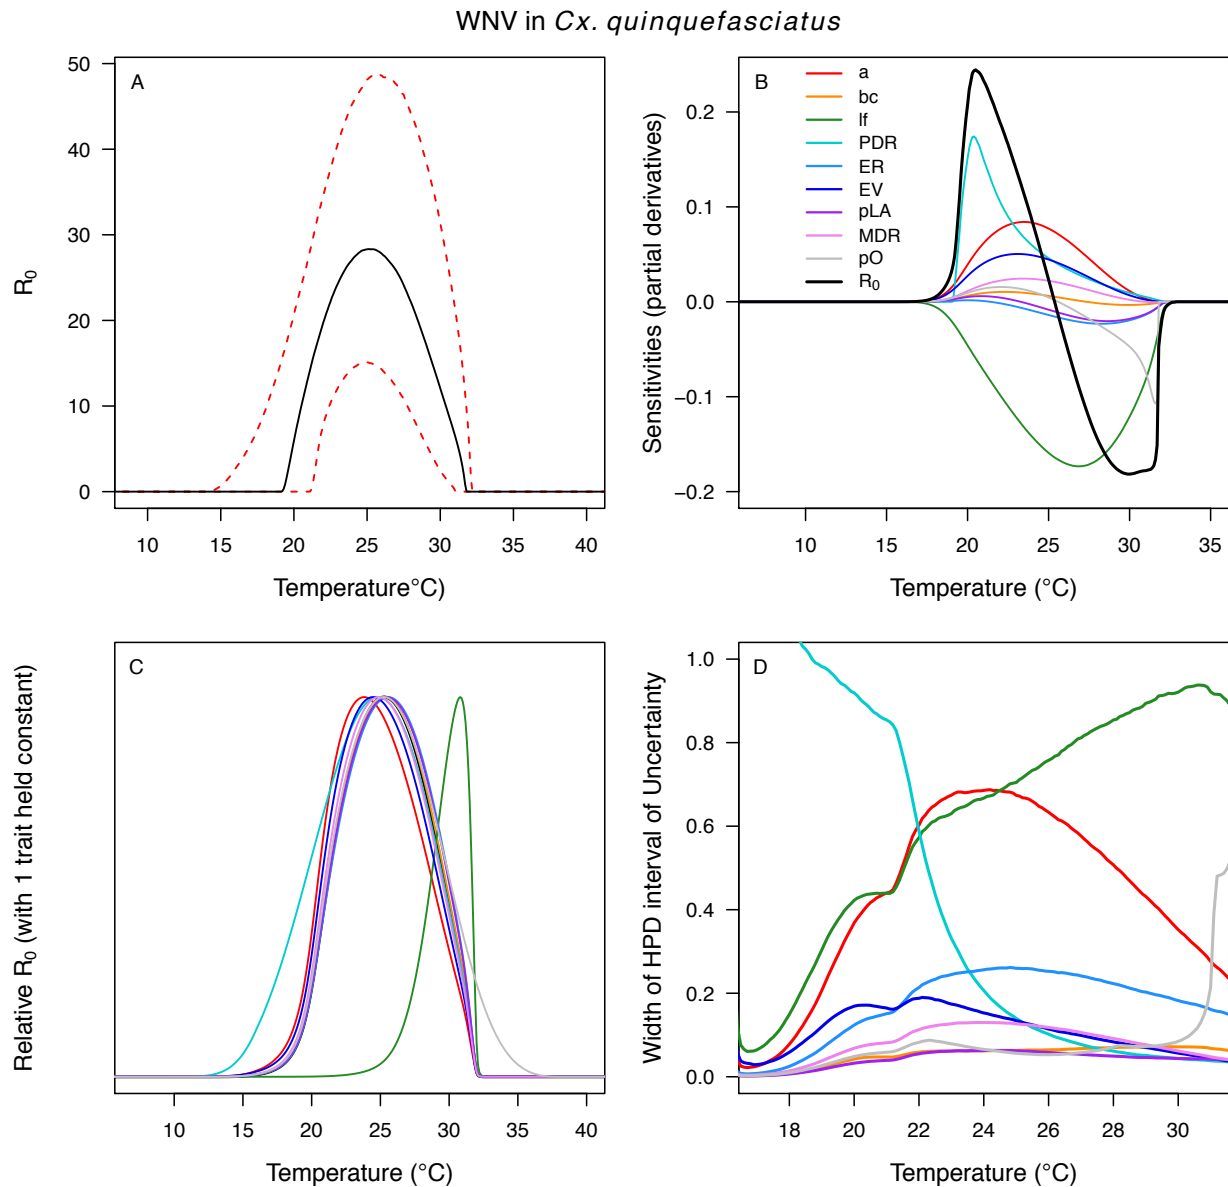 WNV in Cx. quinquefasciatus
A
R0
50
40
30
20
10
0
10 15 20 25 30 35 40
Temperature°C)
B
Sensitivities (partial derivatives)
0.2
0.1
0.0
−0.1
−0.2
a
bc
lf
PDR
ER
EV
pLA
MDR
pO
R0
10 15 20 25 30 35
Temperature (°C)
C
Relative R0 (with 1 trait held constant)
10 15 20 25 30 35 40
Temperature (°C)
D
Width of HPD interval of Uncertainty
1.0
0.8
0.6
0.4
0.2
0.0
18 20 22 24 26 28 30
Temperature (°C)